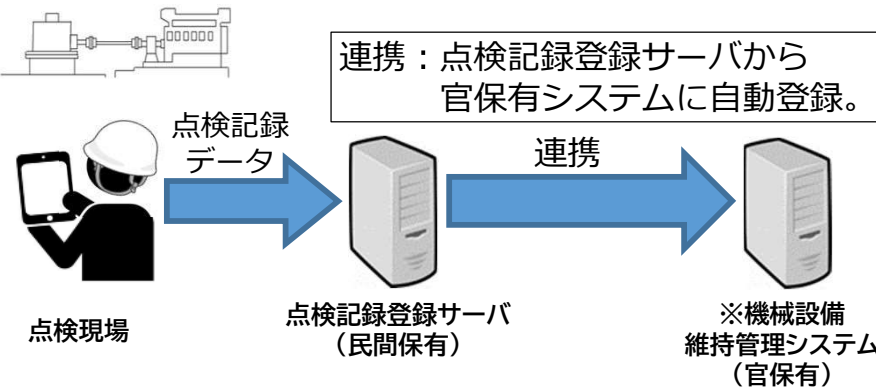 連携：点検記録登録サーバから
官保有システムに自動登録。
点検記録
データ
連携
点検現場
点検記録登録サーバ
（民間保有）
※機械設備
維持管理システム
（官保有）